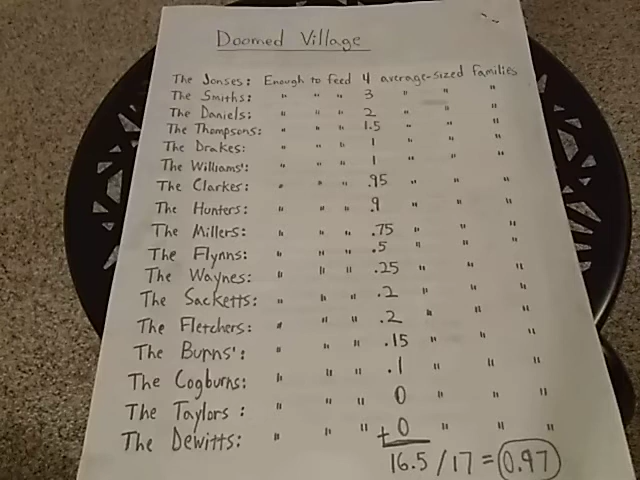 Doomed Village
The Jonses: Enough to feed 4 average-sized families
The Smiths: " " " 3 " " "
The Daniels: " " " 2 " " "
The Thompsons: " " " 1.5 " " "
The Drakes: " " " 1 " " "
The Williams': " " " 1 " " "
The Clarkes: " " " .95 " " "
The Hunters: " " " .9 " " "
The Millers: " " " .75 " " "
The Flynns: " " " .5 " " "
The Waynes: " " " .25 " " "
The Sacketts: " " " .2 " " "
The Fletchers: " " " .2 " " "
The Burns': " " " .15 " " "
The Cogburns: " " " .1 " " "
The Taylors : " " " 0 " " "
The Dewitts: " " " + 0 " " "
16.5 / 17 = 0.97